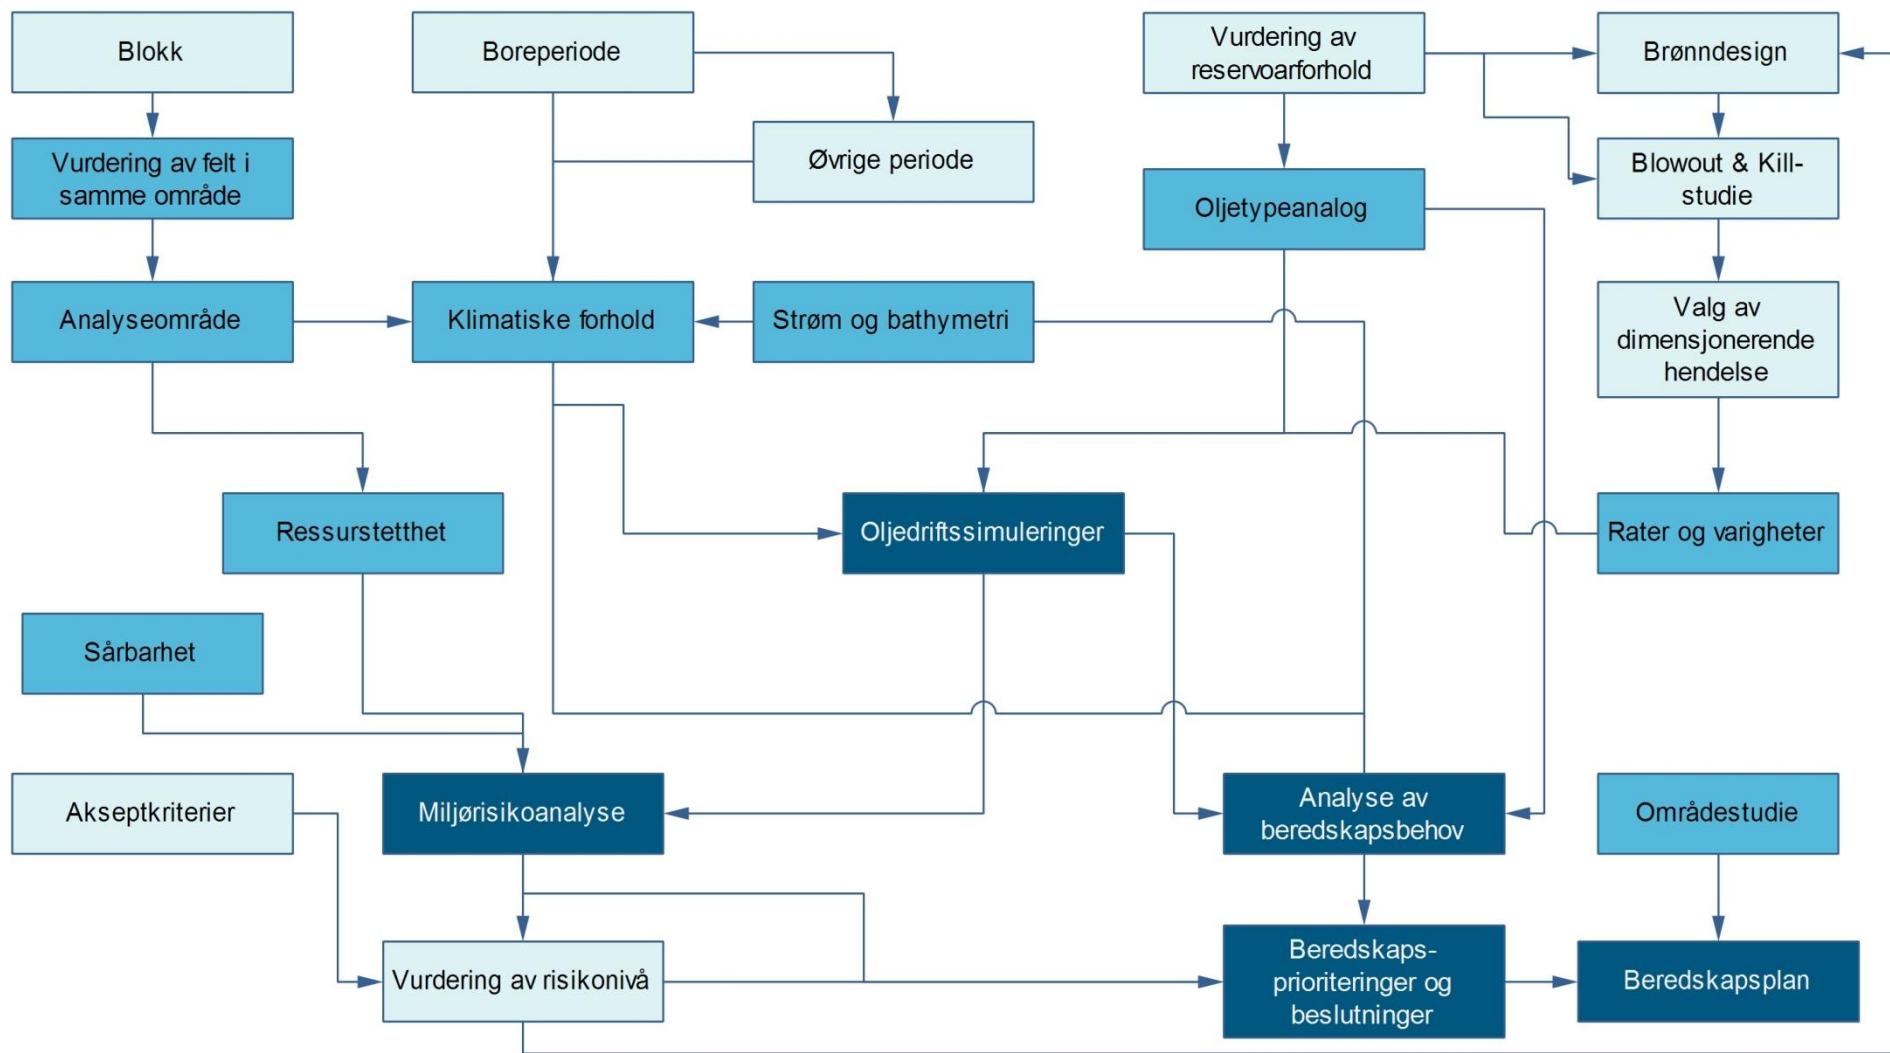 Blokk
Boreperiode
Vurdering av
reservoarforhold
Brønndesign
Vurdering av felt i
samme område
Øvrige periode
Oljetypeanalog
Blowout & Kill-
studie
Analyseområde
Klimatiske forhold
Strøm og bathymetri
Valg av
dimensjonerende
hendelse
Ressurstetthet
Oljedriftssimuleringer
Rater og varigheter
Sårbarhet
Akseptkriterier
Miljørisikoanalyse
Analyse av
beredskapsbehov
Områdestudie
Vurdering av risikonivå
Beredskaps-
prioriteringer og
beslutninger
Beredskapsplan